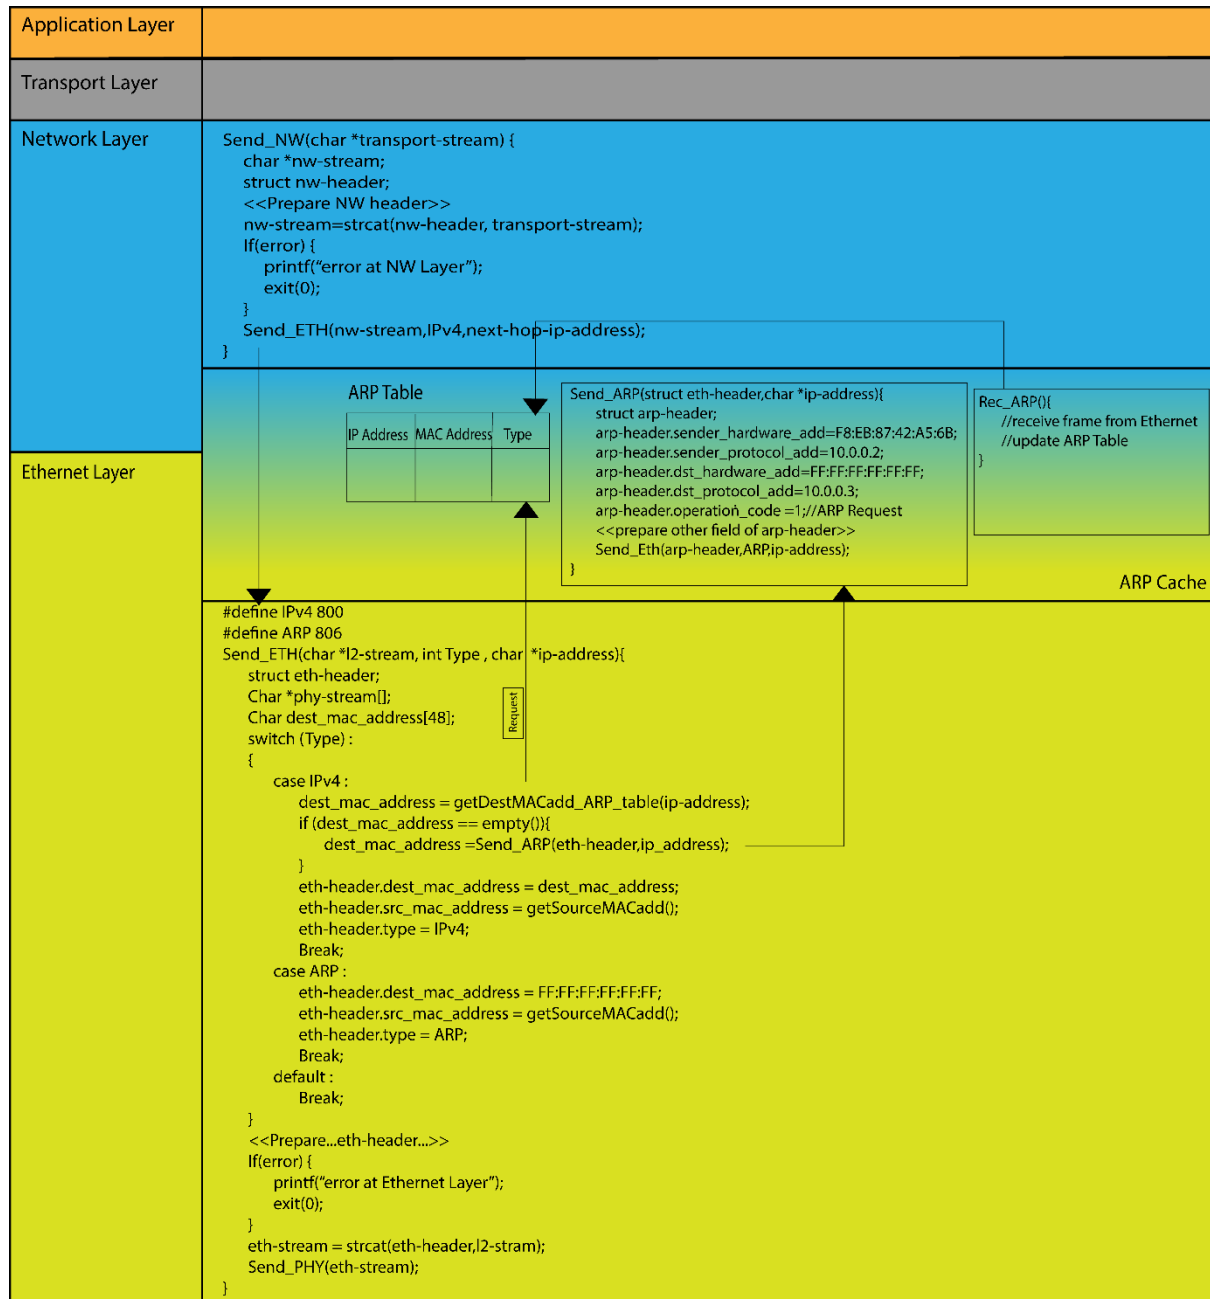 Application Layer
Transport Layer
Network Layer
Send_NW(char *transport-stream) {
char *nw-stream;
struct nw-header;
<<Prepare NW header>>
nw-stream=strcat(nw-header, transport-stream);
If(error) {
printf(“error at NW Layer”);
exit(0);
}
Send_ETH(nw-stream,IPv4,next-hop-ip-address);
}
ARP Table
IP Address MAC Address Type
Send_ARP(struct eth-header,char *ip-address){
struct arp-header;
arp-header.sender_hardware_add=F8:EB:87:42:A5:6B;
arp-header.sender_protocol_add=10.0.0.2;
arp-header.dst_hardware_add=FF:FF:FF:FF:FF:FF;
arp-header.dst_protocol_add=10.0.0.3;
arp-header.operation_code =1;//ARP Request
<<prepare other field of arp-header>>
Send_Eth(arp-header,ARP,ip-address);
}
Rec_ARP(){
//receive frame from Ethernet
//update ARP Table
}
ARP Cache
Ethernet Layer
#define IPv4 800
#define ARP 806
Send_ETH(char *l2-stream, int Type , char *ip-address){
struct eth-header;
Char *phy-stream[];
Char dest_mac_address[48];
switch (Type) :
{
Request
case IPv4 :
dest_mac_address = getDestMACadd_ARP_table(ip-address);
if (dest_mac_address == empty()){
dest_mac_address =Send_ARP(eth-header,ip_address);
}
eth-header.dest_mac_address = dest_mac_address;
eth-header.src_mac_address = getSourceMACadd();
eth-header.type = IPv4;
Break;
case ARP :
eth-header.dest_mac_address = FF:FF:FF:FF:FF:FF;
eth-header.src_mac_address = getSourceMACadd();
eth-header.type = ARP;
Break;
default :
Break;
}
<<Prepare...eth-header...>>
If(error) {
printf(“error at Ethernet Layer”);
exit(0);
}
eth-stream = strcat(eth-header,l2-stram);
Send_PHY(eth-stream);
}